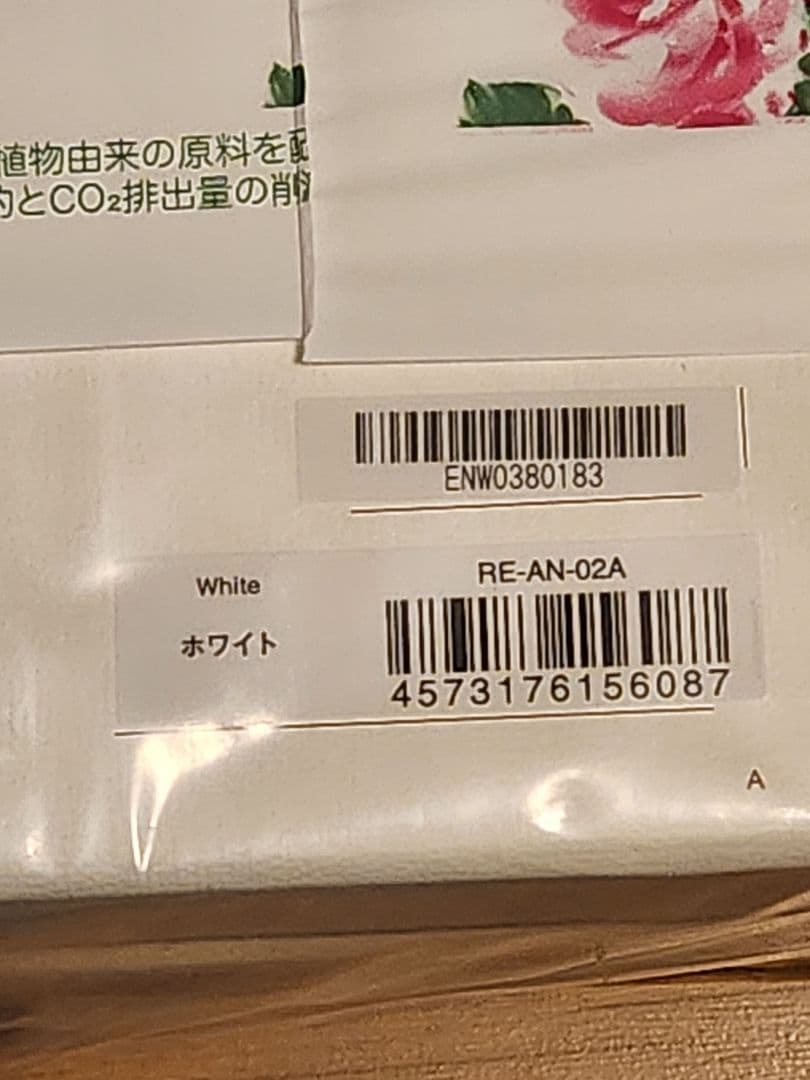 植物由来の原料を配
とCO₂排出量の削
ENW0380183
White
ホワイト
RE-AN-02A
4573176156087
A